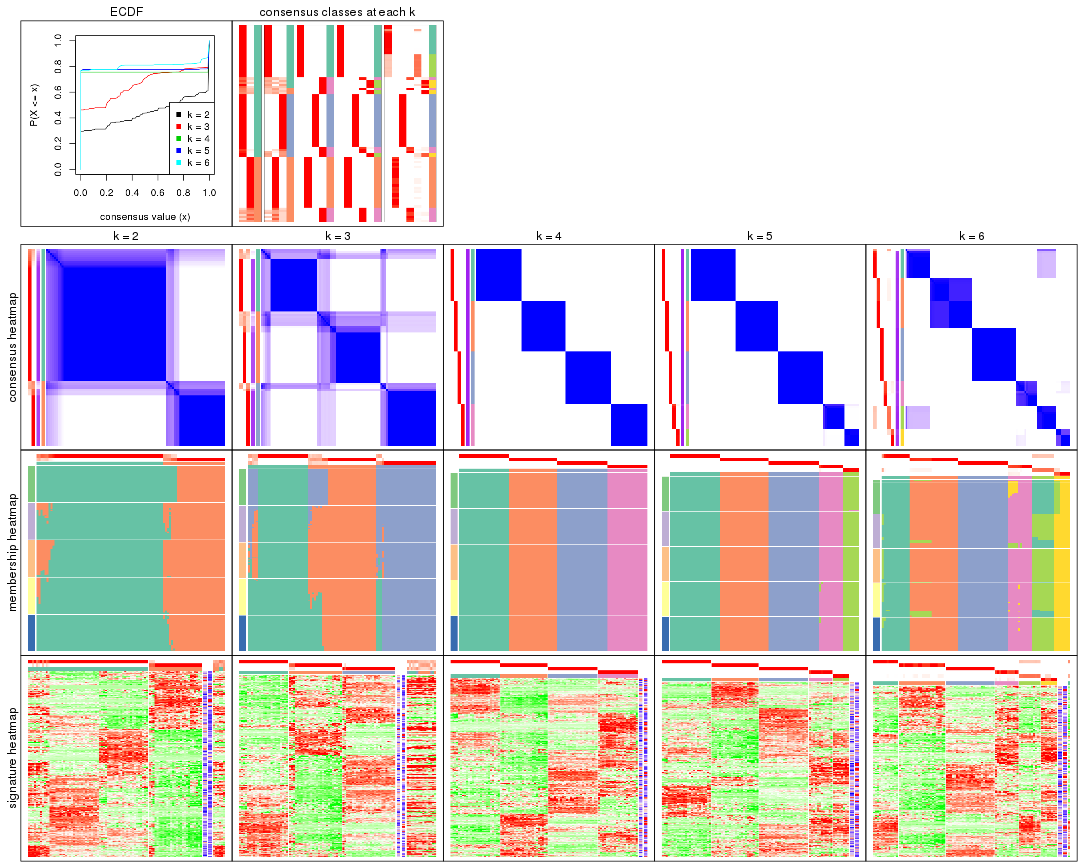 ECDF
consensus classes at each k
P(X <= x)
1.0
0.8
0.6
0.4
0.2
0.0
k = 2
k = 3
k = 4
k = 5
k = 6
0.0 0.2 0.4 0.6 0.8 1.0
consensus value (x)
k = 2
k = 3
k = 4
k = 5
k = 6
consensus heatmap
membership heatmap
signature heatmap